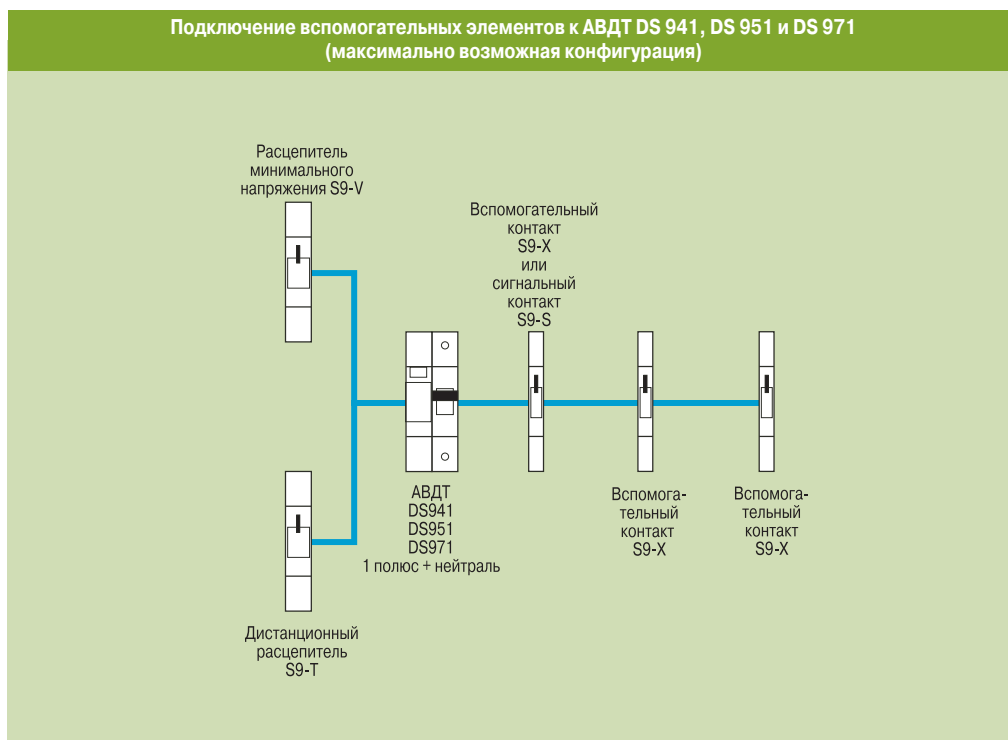 Подключение вспомогательных элементов к АВДТ DS 941, DS 951 и DS 971
(максимально возможная конфигурация)
Расцепитель
минимального
напряжения S9-V
Вспомогательный
контакт
S9-X
или
сигнальный
контакт
S9-S
АВДТ
DS941
DS951
DS971
1 полюс + нейтраль
Вспомога-
тельный
контакт
S9-X
Вспомога-
тельный
контакт
S9-X
Дистанционный
расцепитель
S9-T